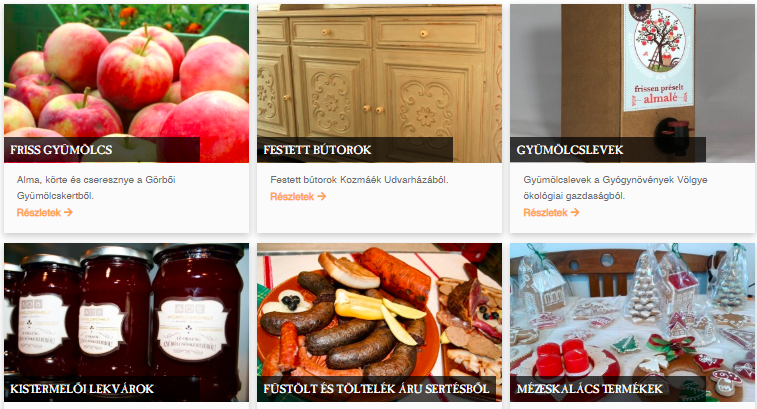 frissen préselt
almalé
FRISS GYÜMÖLCS
FESTETT BÚTOROK
GYÜMÖLCSLEVEK
Alma, körte és cseresznye a Görbői
Gyümölcskertből.
Részletek →
Festett bútorok Kozmáék Udvarházából.
Részletek →
Gyümölcslevek a Gyógynövények Völgye
ökológiai gazdaságból.
Részletek →
KISTERMELŐI LEKVÁROK
FÜSTÖLT ÉS TÖLTELÉK ÁRU SERTÉSBŐL
MÉZESKALÁCS TERMÉKEK